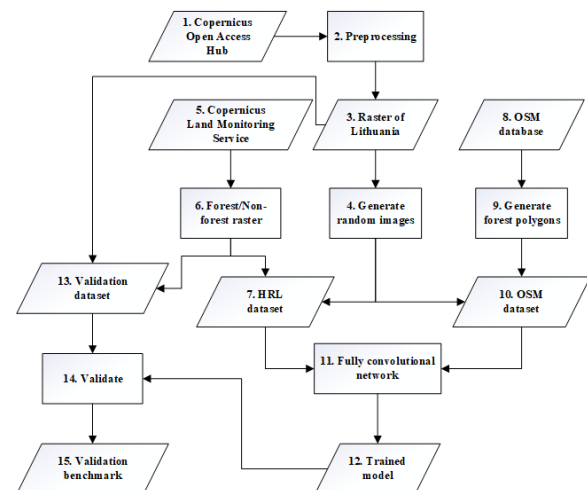 1. Copernicus
Open Access
Hub
2. Preprocessing
5. Copernicus
Land Monitoring
Service
3. Raster of
Lithuania
8. OSM
database
6. Forest/Non-
forest raster
4. Generate
random images
9. Generate
forest polygons
13. Validation
dataset
7. HRL
dataset
10. OSM
dataset
11. Fully convolutional
network
14. Validate
15. Validation
benchmark
12. Trained
model